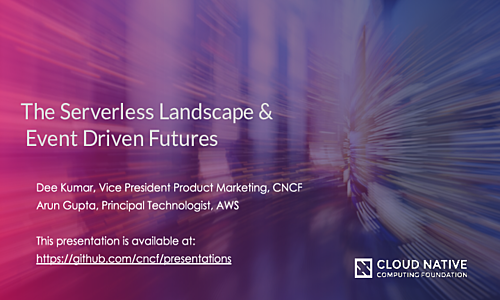 The Serverless Landscape &
Event Driven Futures
Dee Kumar, Vice President Product Marketing, CNCF
Arun Gupta, Principal Technologist, AWS
This presentation is available at:
https://github.com/cncf/presentations
CLOUD NATIVE
COMPUTING FOUNDATION